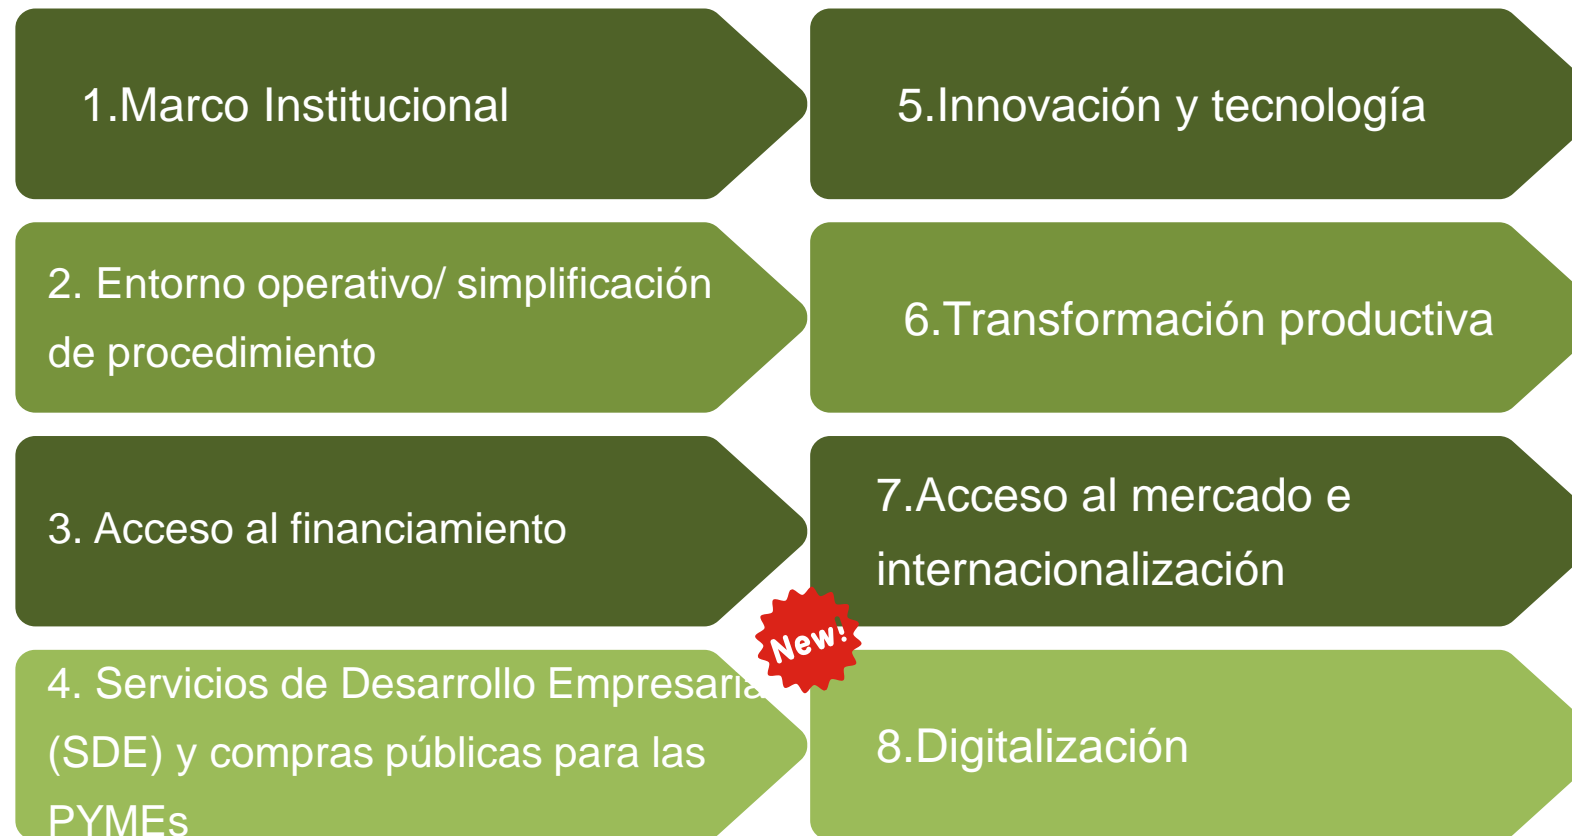 1.Marco Institucional
2. Entorno operativo/ simplificación
de procedimiento
3. Acceso al financiamiento
4. Servicios de Desarrollo Empresaria
(SDE) y compras públicas para las
PYMEs
5.Innovación y tecnología
6.Transformación productiva
7.Acceso al mercado e
internacionalización
New!
8.Digitalización